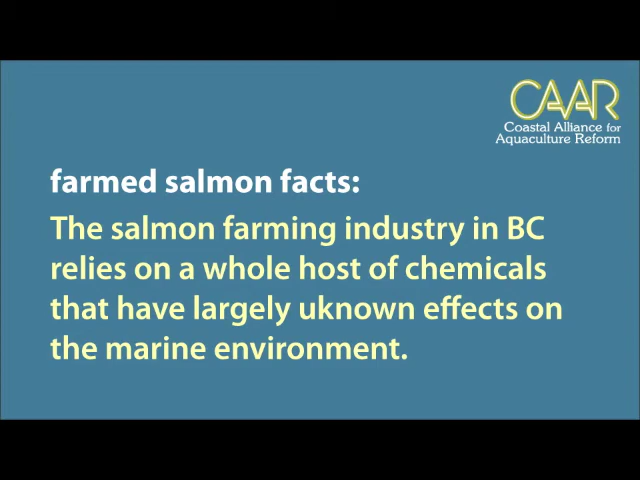 CAAR
Coastal Alliance for
Aquaculture Reform
farmed salmon facts:
The salmon farming industry in BC
relies on a whole host of chemicals
that have largely uknown effects on
the marine environment.